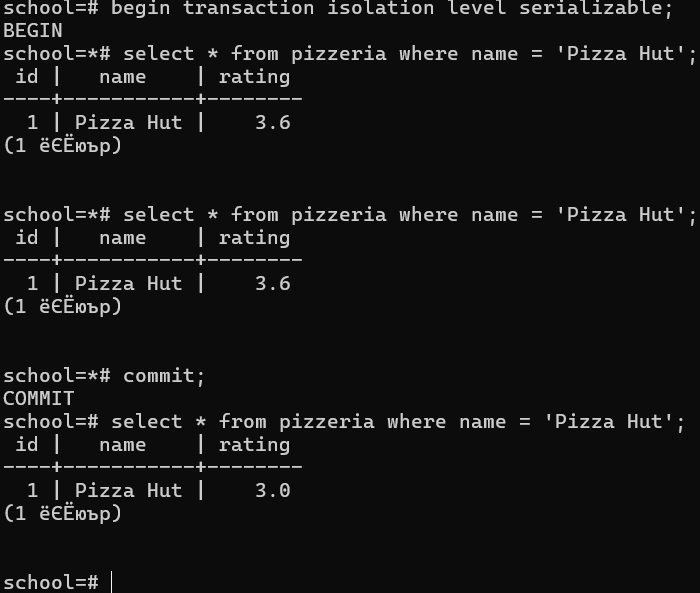 school=# begin transaction isolation level serializable;
BEGIN
school=*# select * from pizzeria where name = 'Pizza Hut';
 id |   name    | rating
----+-----------+--------
  1 | Pizza Hut |    3.6
(1 ёЄЁюър)
school=*# select * from pizzeria where name = 'Pizza Hut';
 id |   name    | rating
----+-----------+--------
  1 | Pizza Hut |    3.6
(1 ёЄЁюър)
school=*# commit;
COMMIT
school=# select * from pizzeria where name = 'Pizza Hut';
 id |   name    | rating
----+-----------+--------
  1 | Pizza Hut |    3.0
(1 ёЄЁюър)
school=#